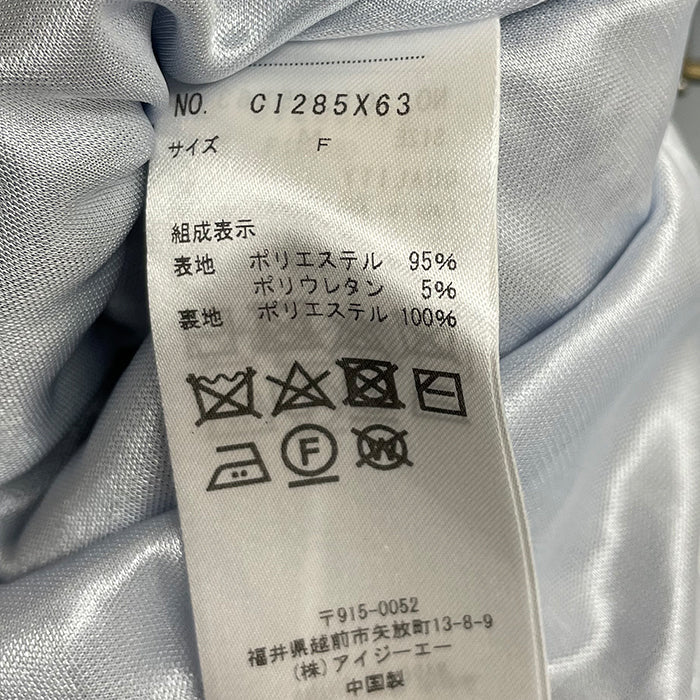 NO. CI285X63
サイズ F
組成表示
表地 ポリエステル 95%
ポリウレタン 5%
裏地 ポリエステル 100%
F
W
〒915-0052
福井県越前市矢放町13-8-9
(株)アイジーエー
中国製